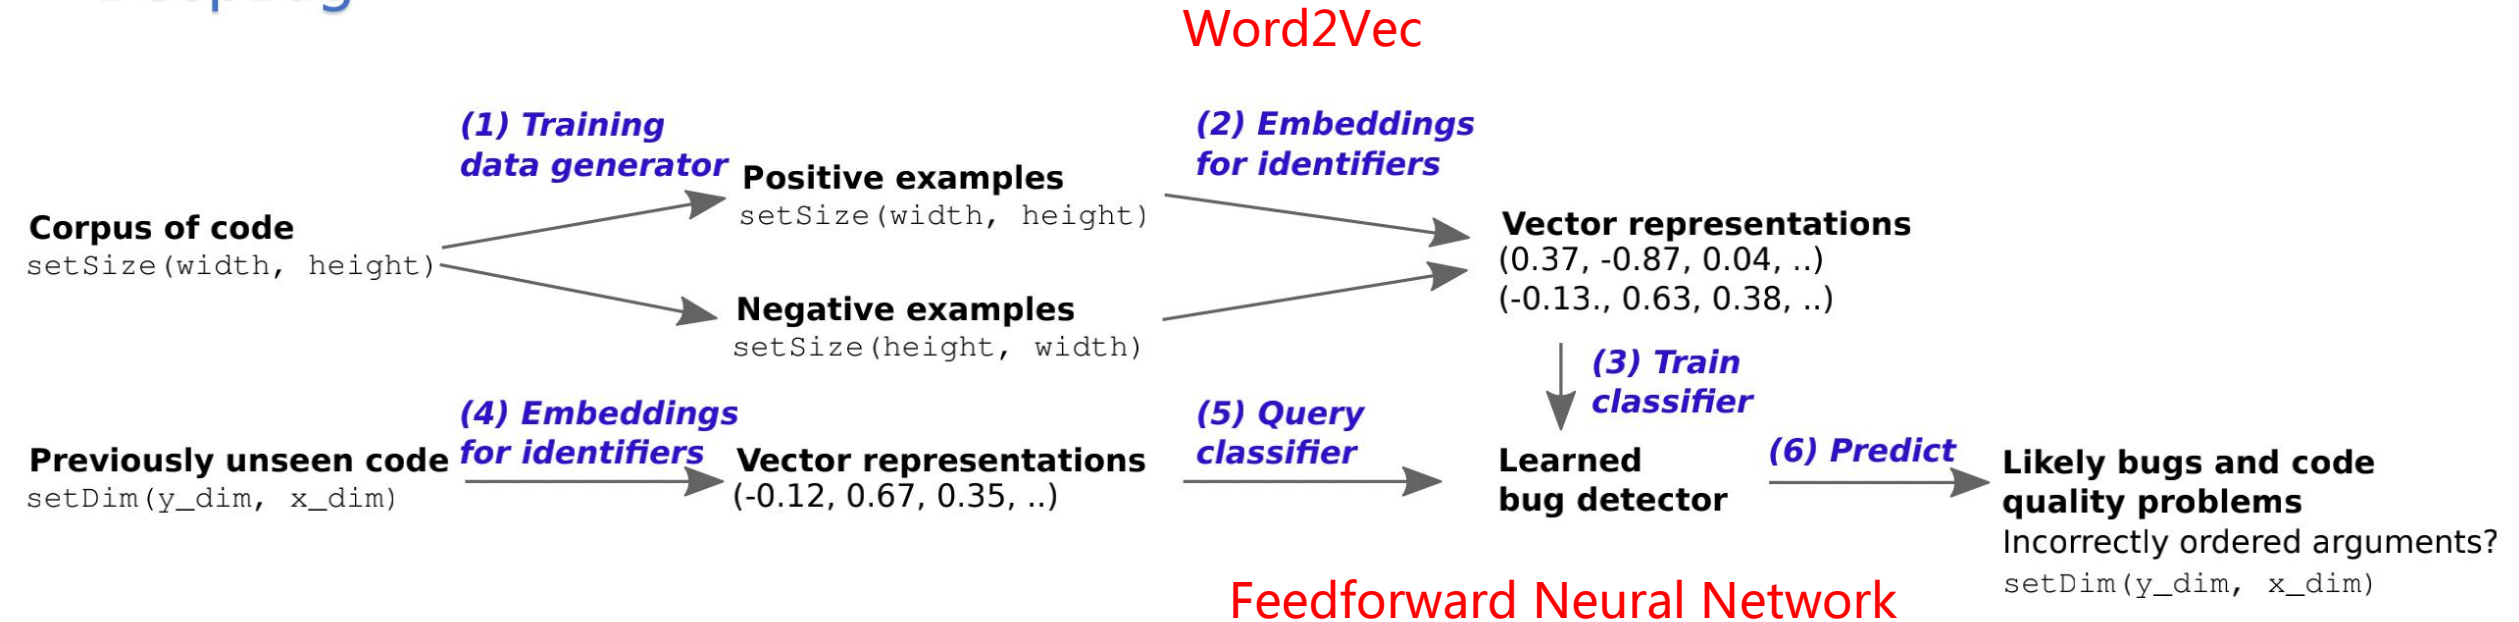 Word2Vec
(1) Training
data generator
(2) Embeddings
for identifiers
Positive examples
setSize(width, height)
Corpus of code
setSize(width, height)
Vector representations
(0.37, -0.87, 0.04, ..)
(-0.13., 0.63, 0.38, ..)
Negative examples
setSize(height, width)
(3) Train
classifier
(4) Embeddings
for identifiers
(5) Query
classifier
Previously unseen code
setDim(y_dim, x_dim)
Vector representations
(-0.12, 0.67, 0.35, ..)
Learned
bug detector
(6) Predict
Likely bugs and code
quality problems
Incorrectly ordered arguments?
setDim(y_dim, x_dim)
Feedforward Neural Network